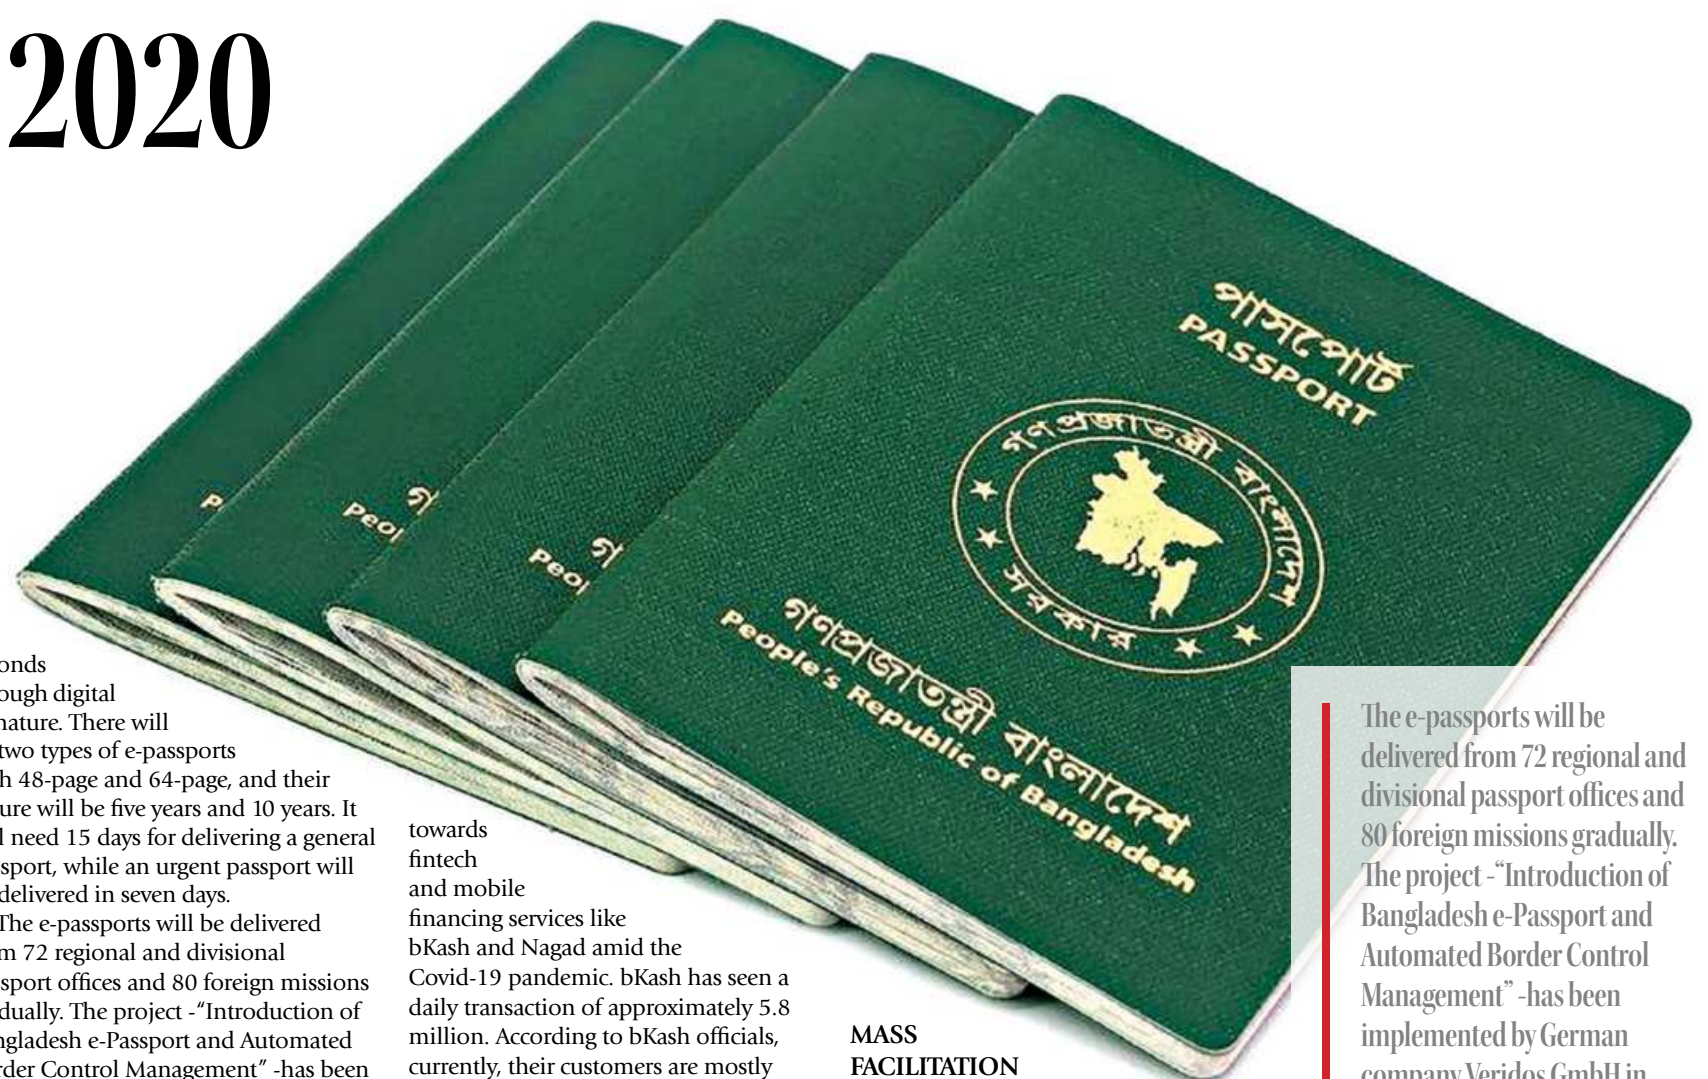 2020
পাসপোর্ট
PASSPORT
গণপ্রজাতন্ত্রী বাংলাদেশ
সরকার
গণপ্রজাতন্ত্রী বাংলাদেশ
People's Republic of Bangladesh
P
গ
Peopl
গ
Peop
onds
ough digital
nature. There will
two types of e-passports
h 48-page and 64-page, and their
ure will be five years and 10 years. It
l need 15 days for delivering a general
sport, while an urgent passport will
delivered in seven days.
The e-passports will be delivered
m 72 regional and divisional
sport offices and 80 foreign missions
dually. The project -“Introduction of
ngladesh e-Passport and Automated
rder Control Management” -has been
towards
fintech
and mobile
financing services like
bKash and Nagad amid the
Covid-19 pandemic. bKash has seen a
daily transaction of approximately 5.8
million. According to bKash officials,
currently, their customers are mostly
MASS
FACILITATION
The e-passports will be
delivered from 72 regional and
divisional passport offices and
80 foreign missions gradually.
The project -“Introduction of
Bangladesh e-Passport and
Automated Border Control
Management” -has been
implemented by German
company Veridos GmbH in